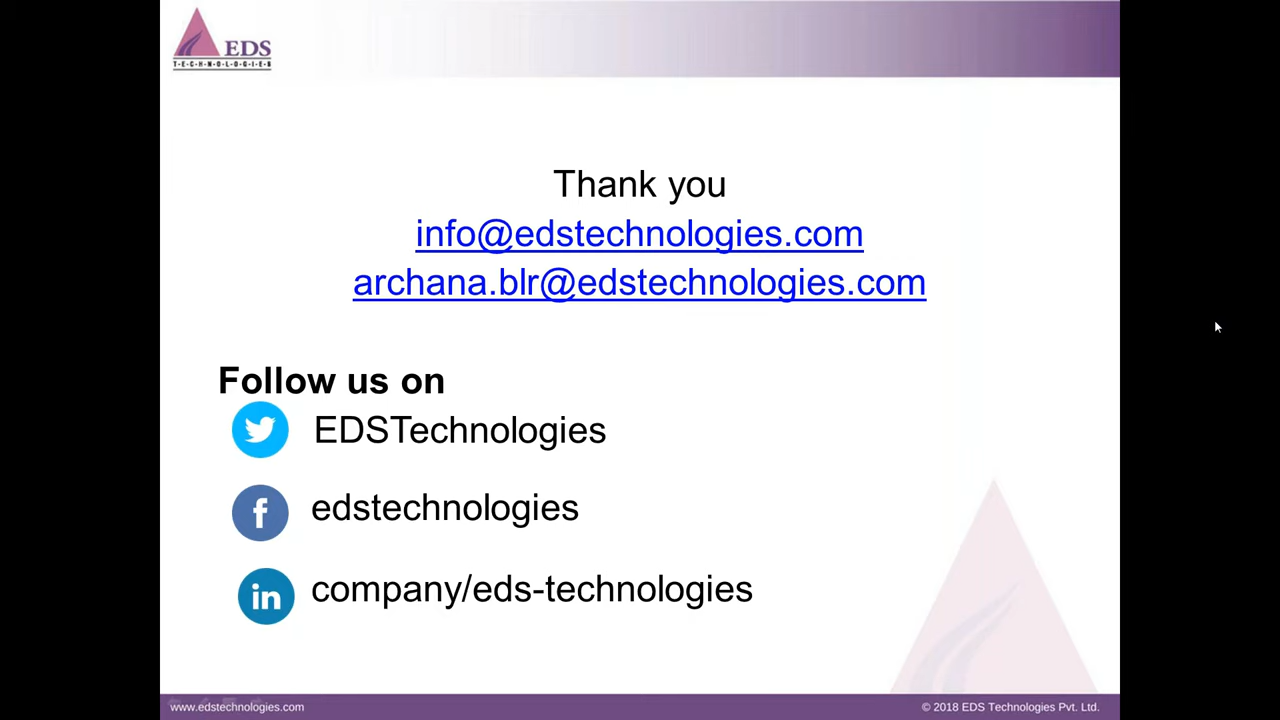 EDS
T·E·C·H·N·O·L·O·G·I·E·S
Thank you
info@edstechnologies.com
archana.blr@edstechnologies.com
Follow us on
EDSTechnologies
f
edstechnologies
in
company/eds-technologies
www.edstechnologies.com
© 2018 EDS Technologies Pvt. Ltd.